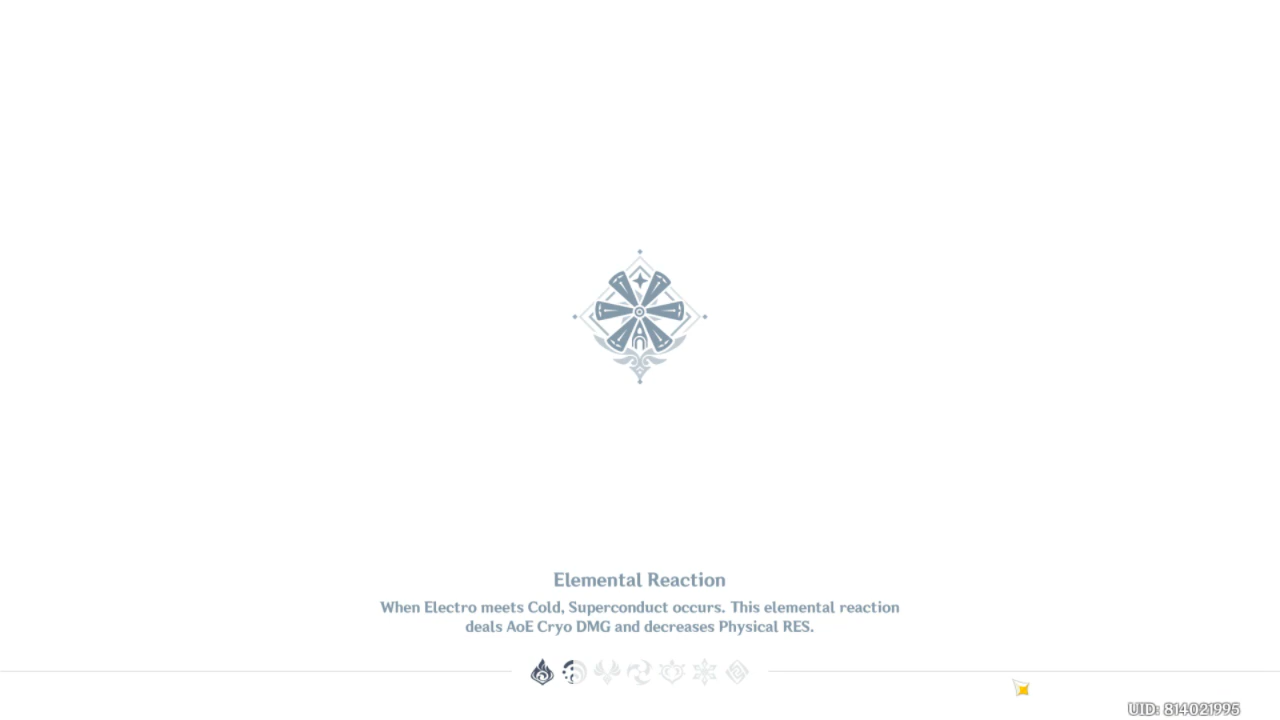 Elemental Reaction
When Electro meets Cold, Superconduct occurs. This elemental reaction
deals AoE Cryo DMG and decreases Physical RES.
UID: 814021995